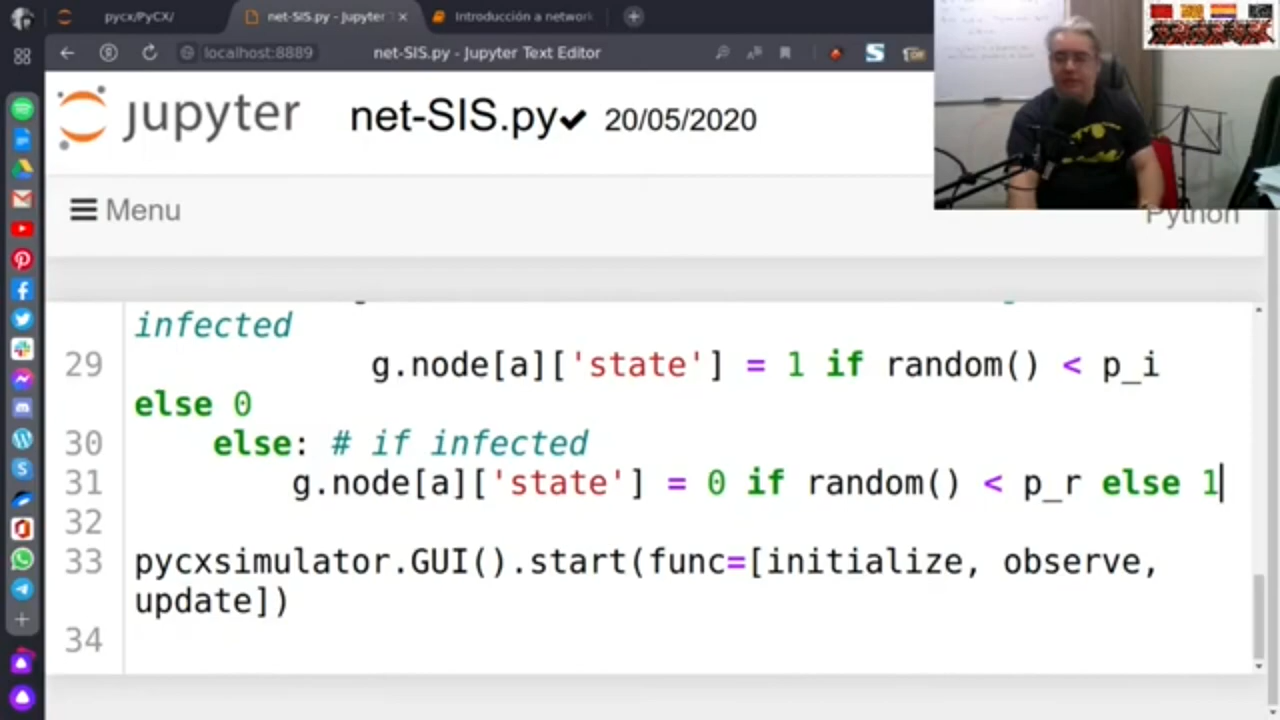 pycx/PyCX/
net-SIS.py - Jupyter T
Introducción a network
localhost:8889
net-SIS.py - Jupyter Text Editor
jupyter
net-SIS.py 20/05/2020
Menu
Python
infected
29 g.node[a]['state'] = 1 if random() < p_i
else 0
30 else: # if infected
31 g.node[a]['state'] = 0 if random() < p_r else 1
32
33 pycxsimulator.GUI().start(func=[initialize, observe,
update])
34